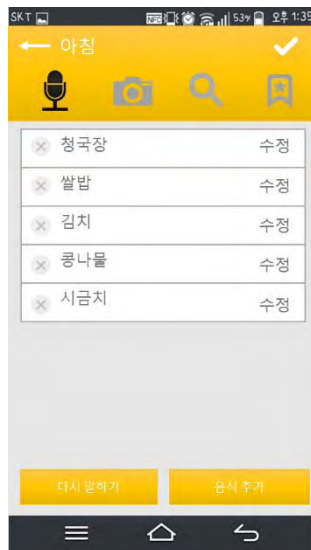 SKT 53% 오후 1:35
아침
청국장 수정
쌀밥 수정
김치 수정
콩나물 수정
시금치 수정
다시 말하기 음식 추가